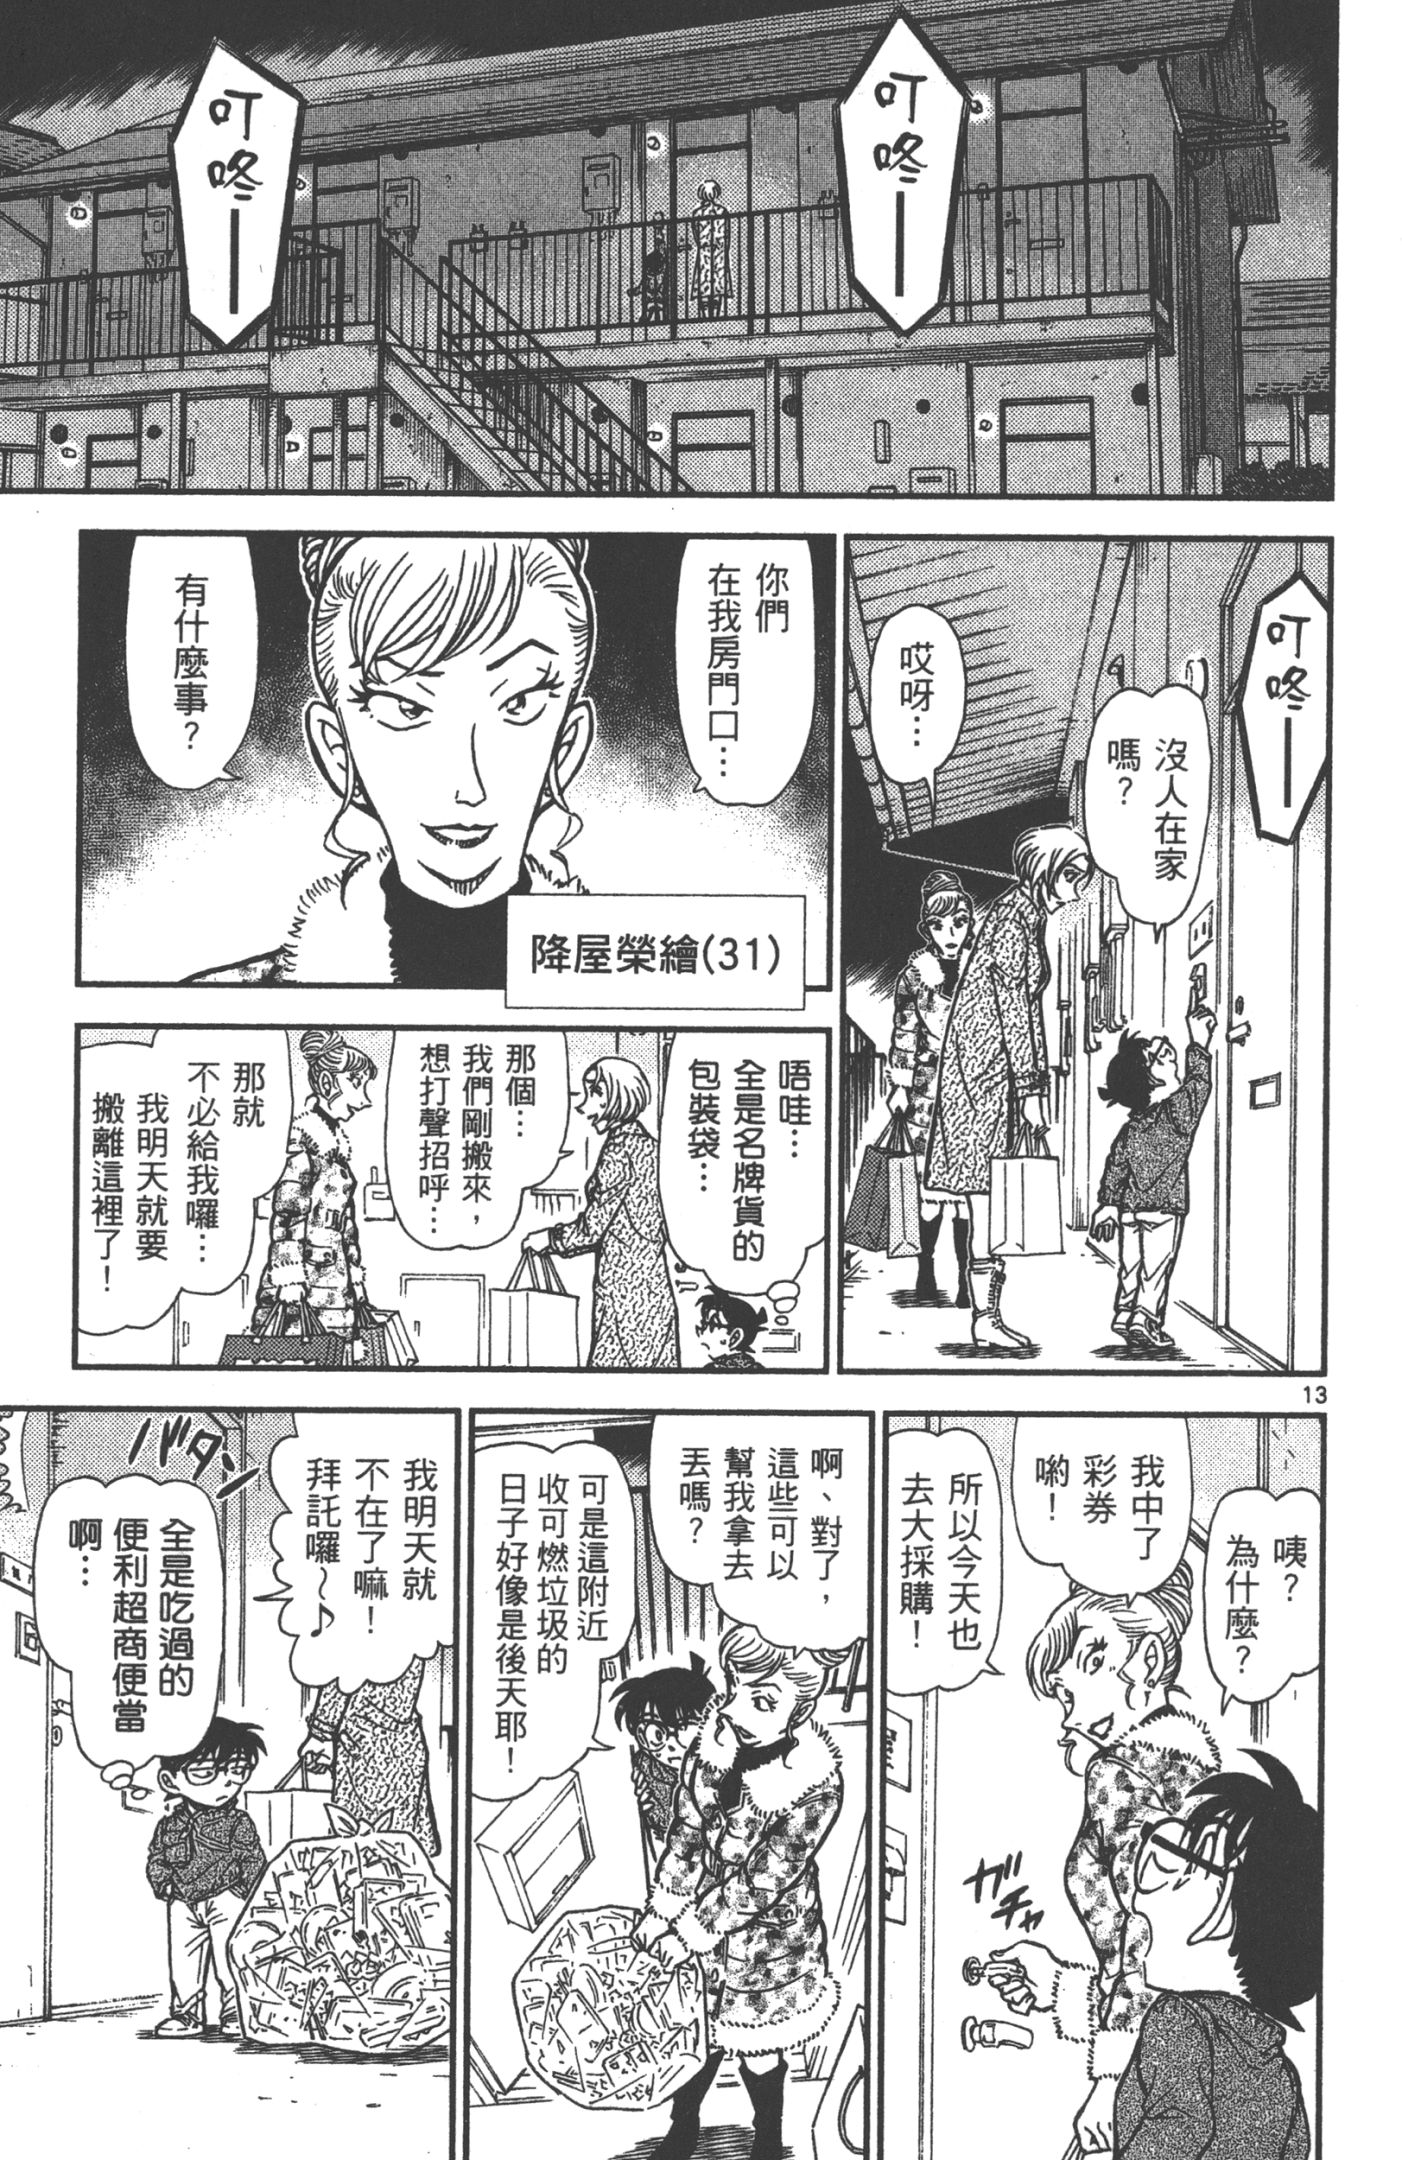 叮咚——
叮咚——
叮咚——
沒人在家
嗎？
哎呀…
你們
在我房門口…
有什麼事？
降屋榮繪(31)
唔哇…
全是名牌貨的
包裝袋…
那個…
我們剛搬來，
想打聲招呼…
那就
不必給我囉…
我明天就要
搬離這裡了！
13
咦？
為什麼？
我中了
彩券
喲！
所以今天也
去大採購！
ガチャ
啊、對了，
這些可以
幫我拿去
丟嗎？
可是這附近
收可燃垃圾的
日子好像是後天耶！
我明天就
不在了嘛！
拜託囉～♪
バタン
全是吃過的
便利超商便當
啊…